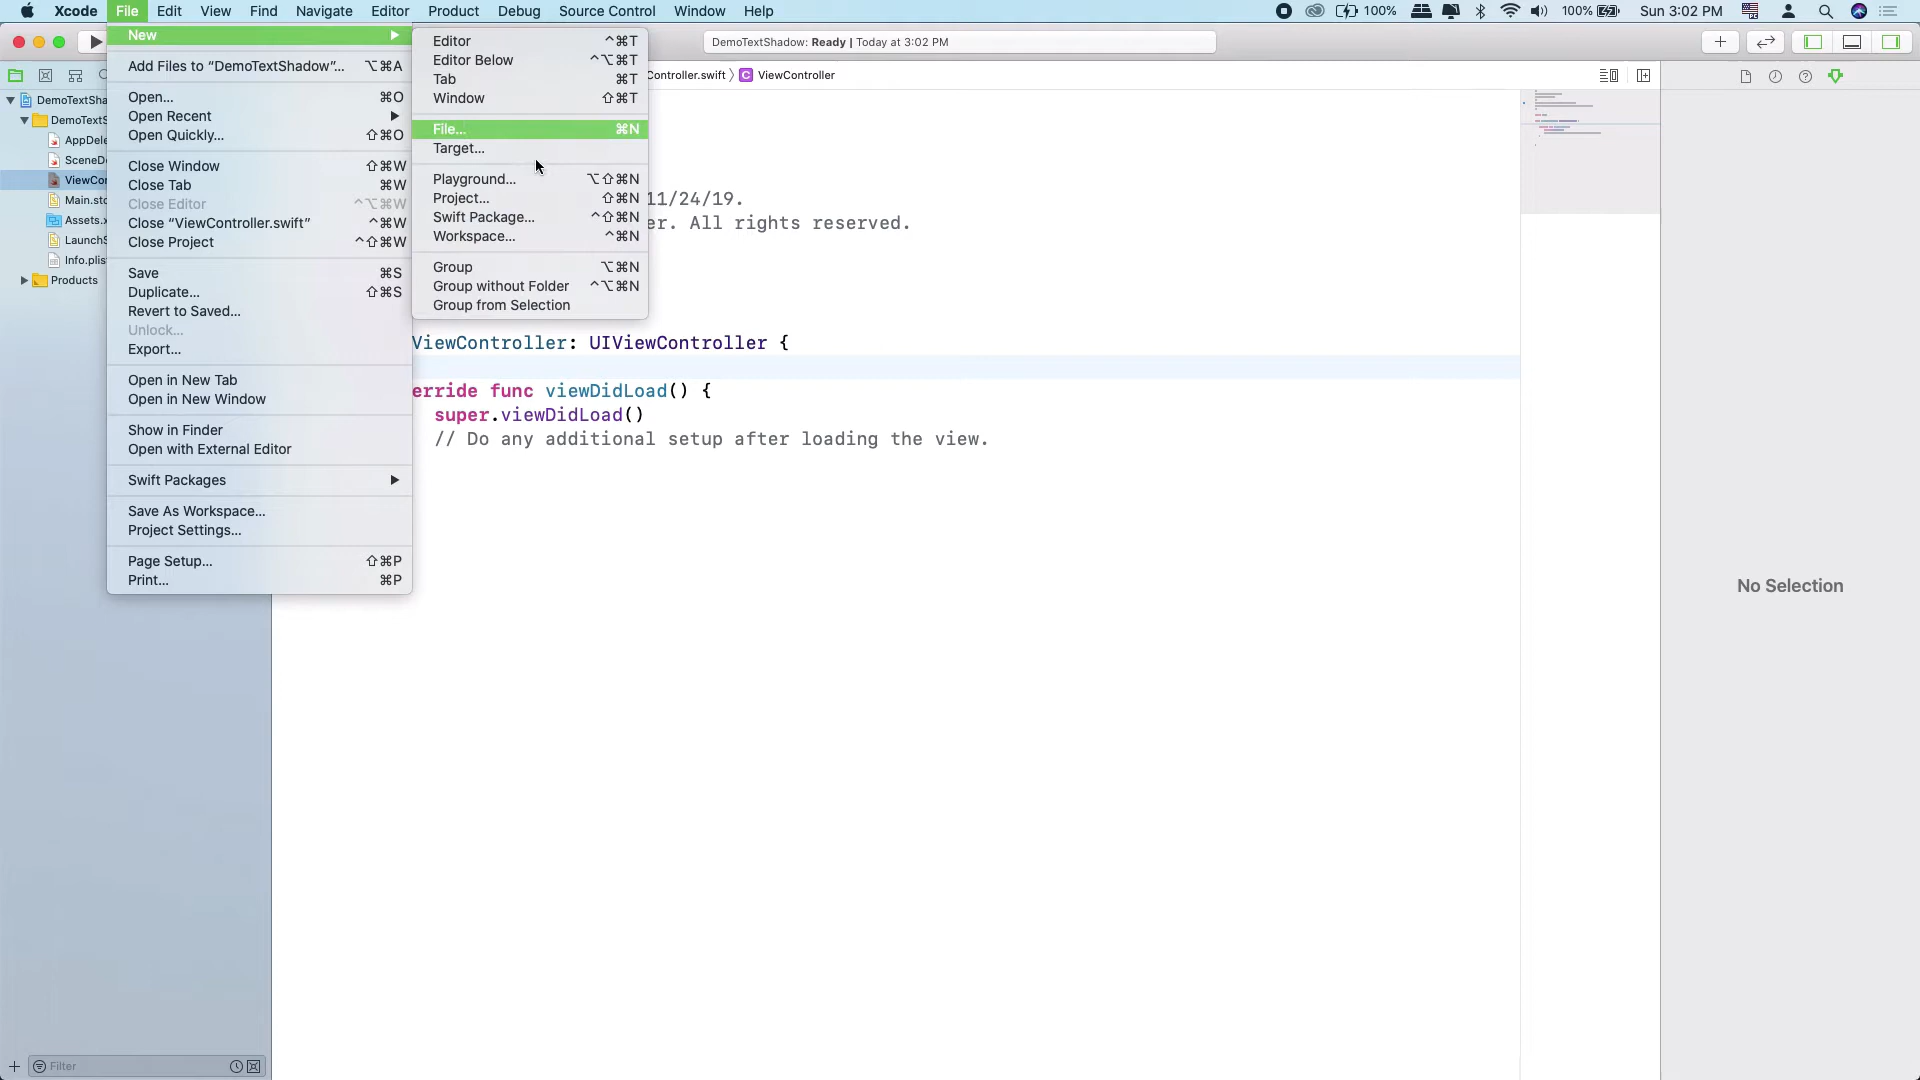 Xcode File Edit View Find Navigate Editor Product Debug Source Control Window Help 100% 100% Sun 3:02 PM
DemoTextShadow: Ready | Today at 3:02 PM
Controller.swift ViewController
New
Add Files to “DemoTextShadow”... ⌥⌘A
Open... ⌘O
Open Recent
Open Quickly... ⇧⌘O
Close Window ⇧⌘W
Close Tab ⌘W
Close Editor ^⌥⌘W
Close “ViewController.swift” ^⌘W
Close Project ^⇧⌘W
Save ⌘S
Duplicate... ⇧⌘S
Revert to Saved...
Unlock...
Export...
Open in New Tab
Open in New Window
Show in Finder
Open with External Editor
Swift Packages
Save As Workspace...
Project Settings...
Page Setup... ⇧⌘P
Print... ⌘P
Editor ^⌘T
Editor Below ^⌥⌘T
Tab ⌘T
Window ⇧⌘T
File... ⌘N
Target...
Playground... ⌥⇧⌘N
Project... ⇧⌘N
Swift Package... ^⇧⌘N
Workspace... ^⌘N
Group ⌥⌘N
Group without Folder ^⌥⌘N
Group from Selection
DemoTextSha
DemoTextS
AppDele
SceneDe
ViewCon
Main.sto
Assets.x
LaunchS
Info.plis
Products
11/24/19.
er. All rights reserved.
ViewController: UIViewController {
erride func viewDidLoad() {
super.viewDidLoad()
// Do any additional setup after loading the view.
No Selection
Filter